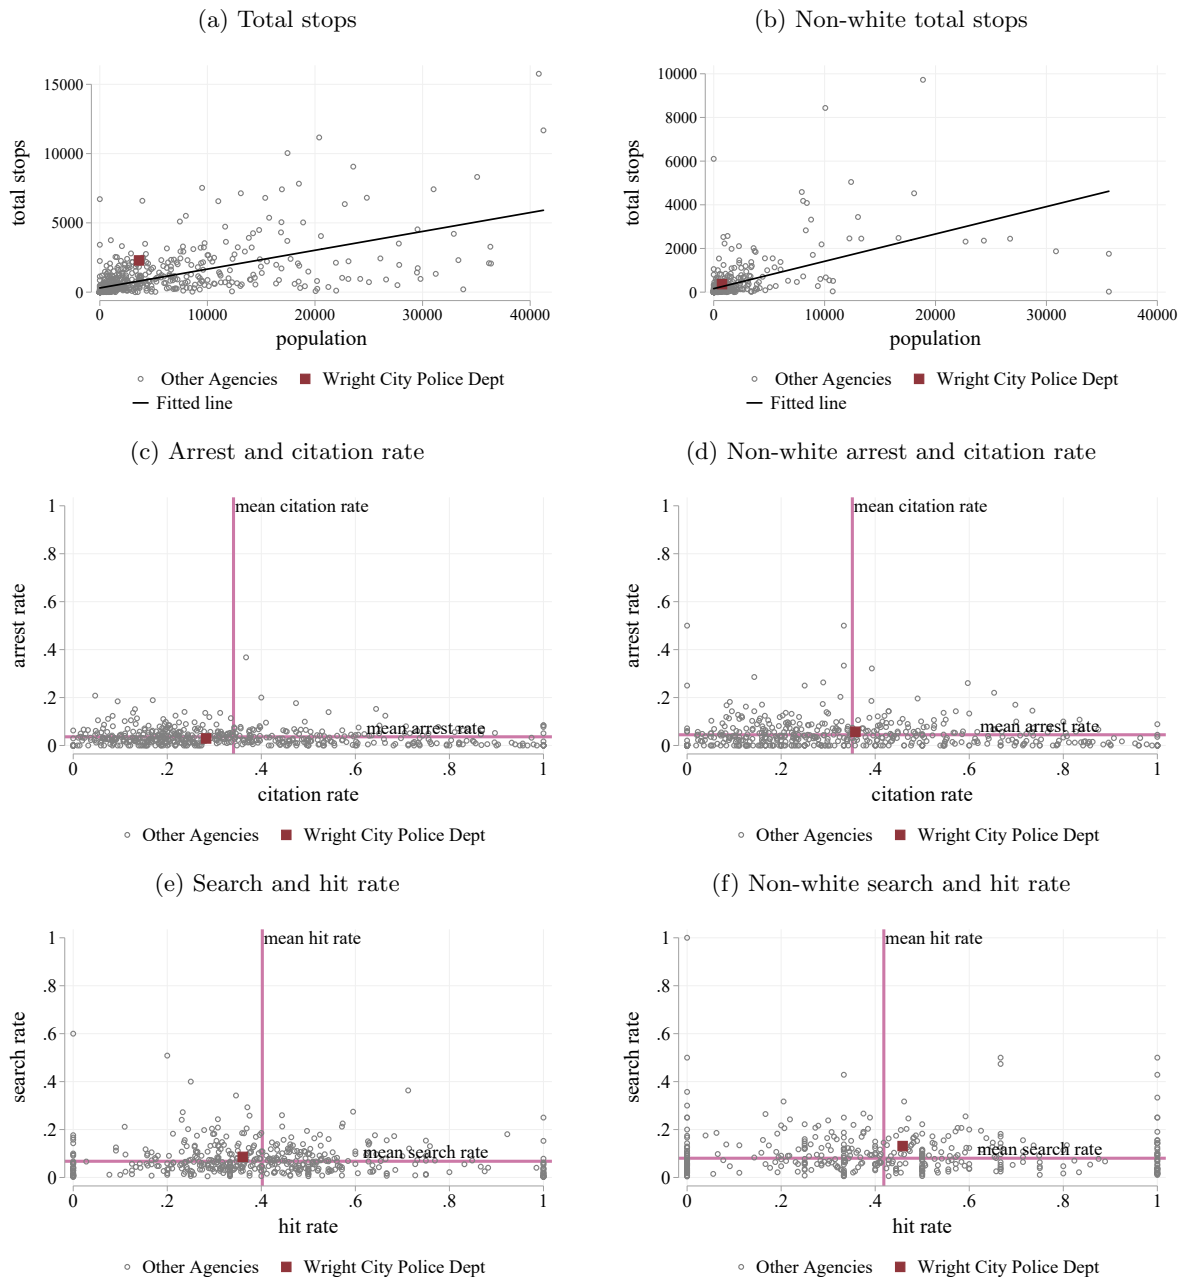 (a) Total stops
(b) Non-white total stops
total stops
15000
10000
5000
0
0 10000 20000 30000 40000
population
Other Agencies Wright City Police Dept
Fitted line
total stops
10000
8000
6000
4000
2000
0
0 10000 20000 30000 40000
population
Other Agencies Wright City Police Dept
Fitted line
(c) Arrest and citation rate
(d) Non-white arrest and citation rate
arrest rate
1
.8
.6
.4
.2
0
mean citation rate
mean arrest rate
0 .2 .4 .6 .8 1
citation rate
Other Agencies Wright City Police Dept
arrest rate
1
.8
.6
.4
.2
0
mean citation rate
mean arrest rate
0 .2 .4 .6 .8 1
citation rate
Other Agencies Wright City Police Dept
(e) Search and hit rate
(f) Non-white search and hit rate
search rate
1
.8
.6
.4
.2
0
mean hit rate
mean search rate
0 .2 .4 .6 .8 1
hit rate
Other Agencies Wright City Police Dept
search rate
1
.8
.6
.4
.2
0
mean hit rate
mean search rate
0 .2 .4 .6 .8 1
hit rate
Other Agencies Wright City Police Dept